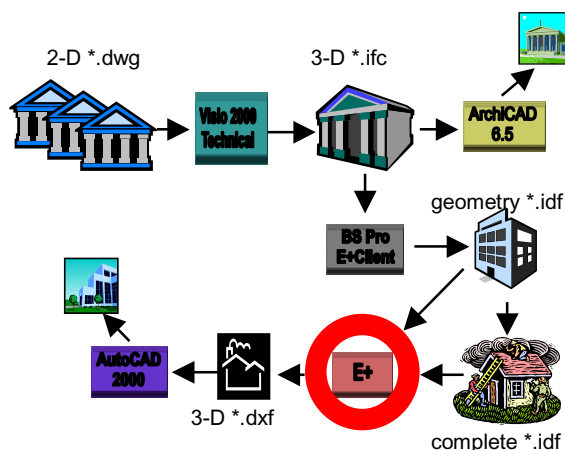 2-D *.dwg
3-D *.ifc
Visio 2000
Technical
ArchiCAD
6.5
geometry *.idf
BS Pro
E+Client
AutoCAD
2000
E+
3-D *.dxf
complete *.idf